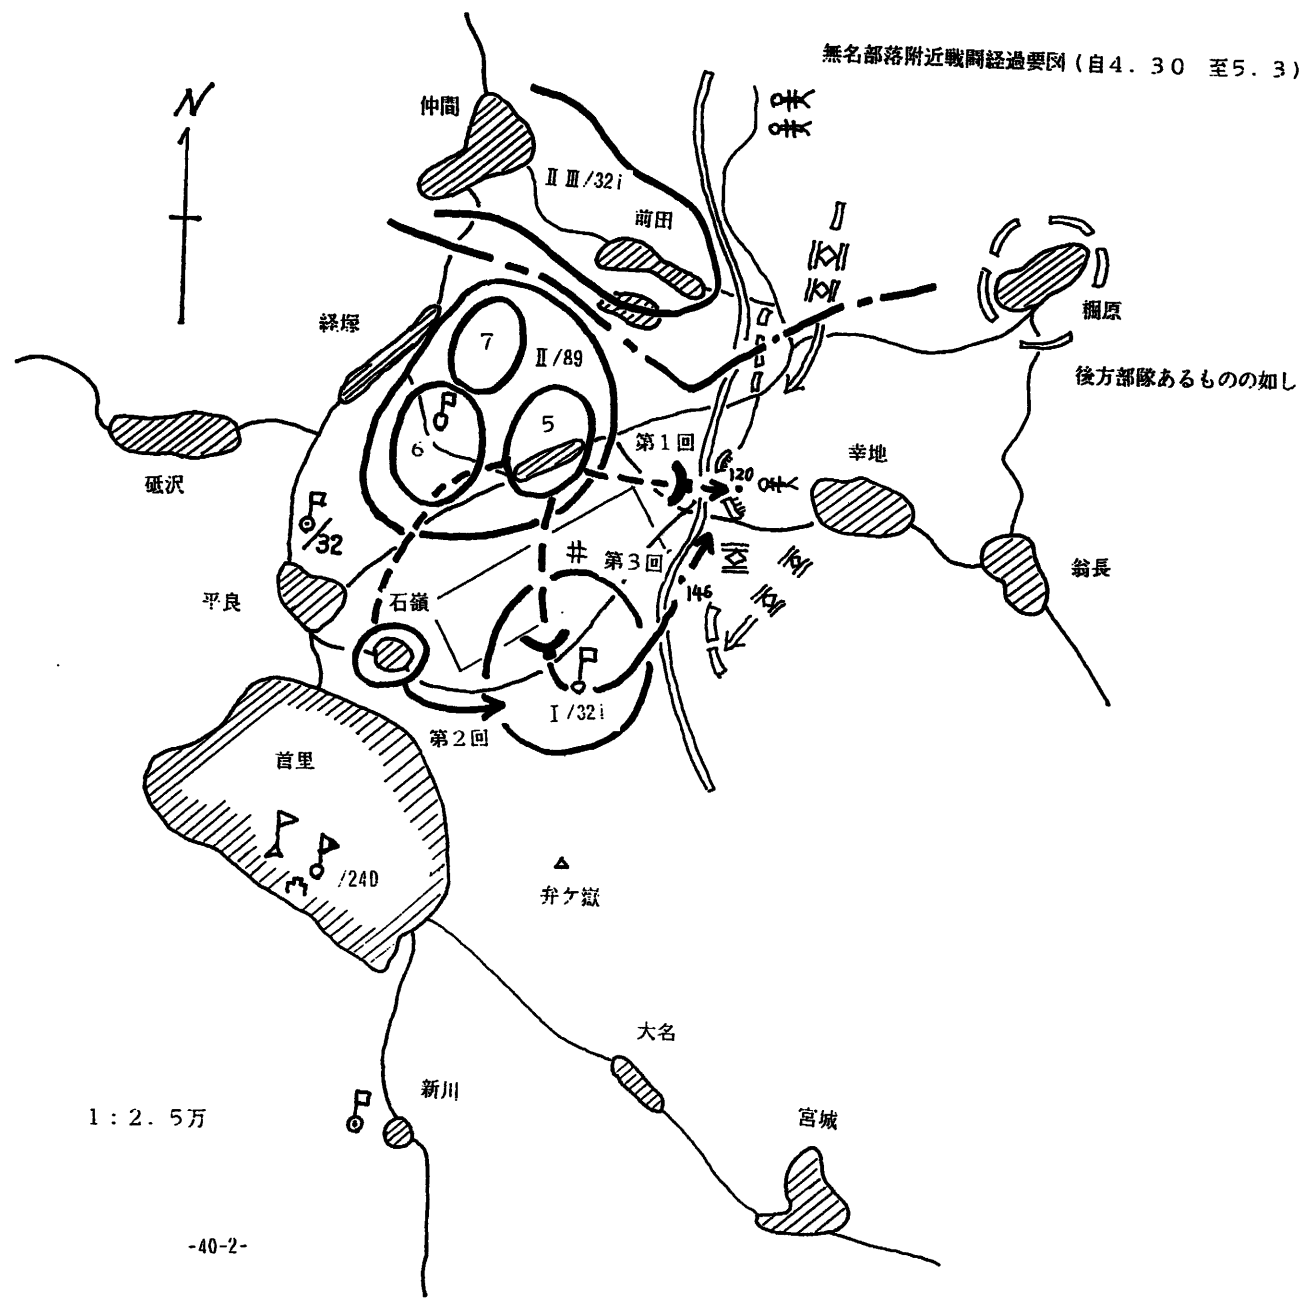 無名部落附近戦闘経過要図(自4.30 至5.3)
N
仲間
ⅡⅢ/32i
前田
棚原
経塚
7
Ⅱ/89
後方部隊あるものの如し
5
6
第1回
120
幸地
砥沢
/32
井
第3回
翁長
146
平良
石嶺
Ⅰ/32i
第2回
首里
/24D
弁ケ嶽
大名
新川
1:2.5万
宮城
-40-2-